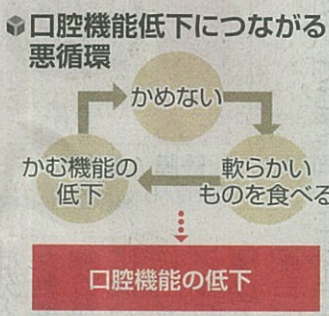 口腔機能低下につながる
悪循環
かめない
軟らかい
ものを食べる
かむ機能の
低下
口腔機能の低下